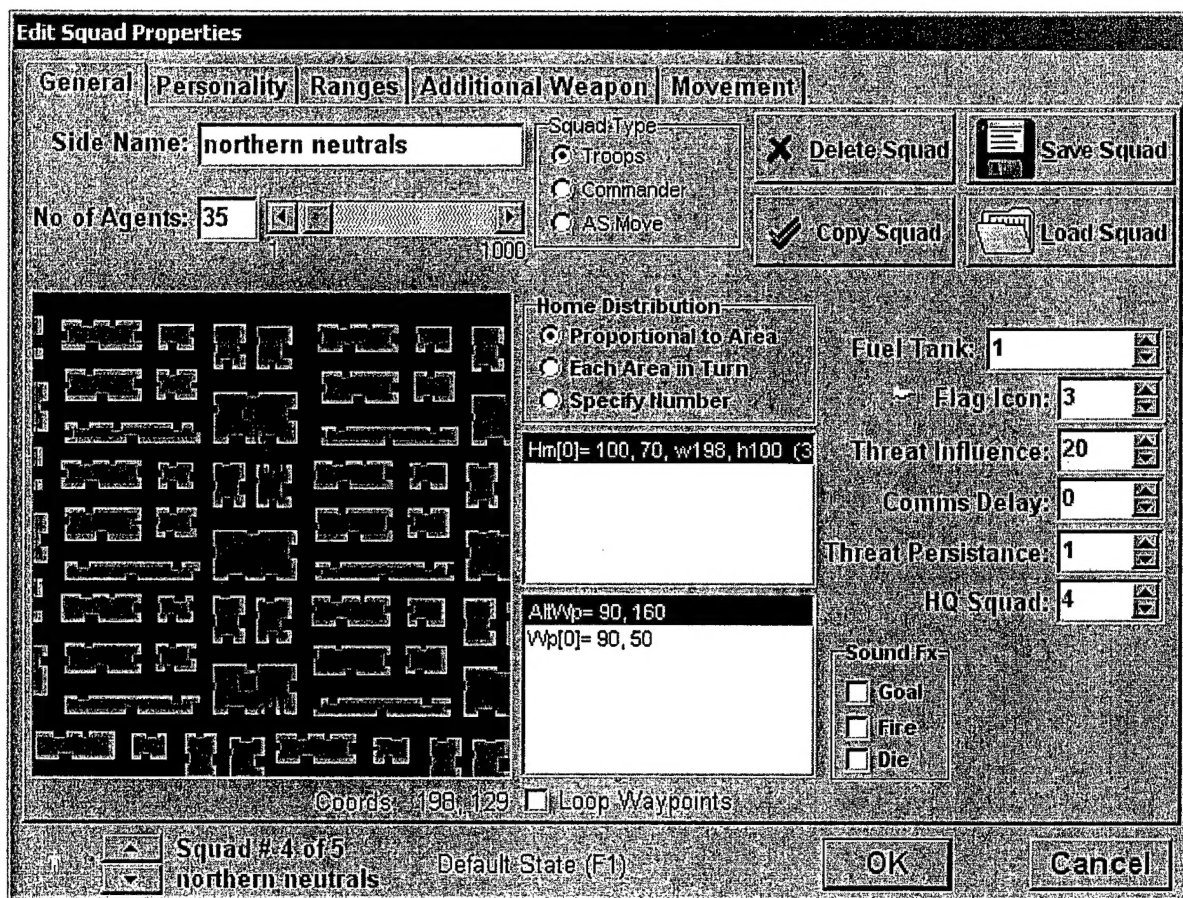 Edit Squad Properties
General Personality Ranges Additional Weapon Movement
Side Name: northern neutrals
No of Agents: 35
1 1000
Squad Type
Troops
Commander
AS Move
Delete Squad
Save Squad
Copy Squad
Load Squad
Home Distribution
Proportional to Area
Each Area in Turn
Specify Number
Hm[0]= 100, 70, w198, h100 (3
AltWp= 90, 160
Wp[0]= 90, 50
Fuel Tank: 1
Flag Icon: 3
Threat Influence: 20
Comms Delay: 0
Threat Persistance: 1
HQ Squad: 4
Sound Fx
Goal
Fire
Die
Coords: 198, 129
Loop Waypoints
Squad # 4 of 5
northern neutrals
Default State (F1)
OK
Cancel